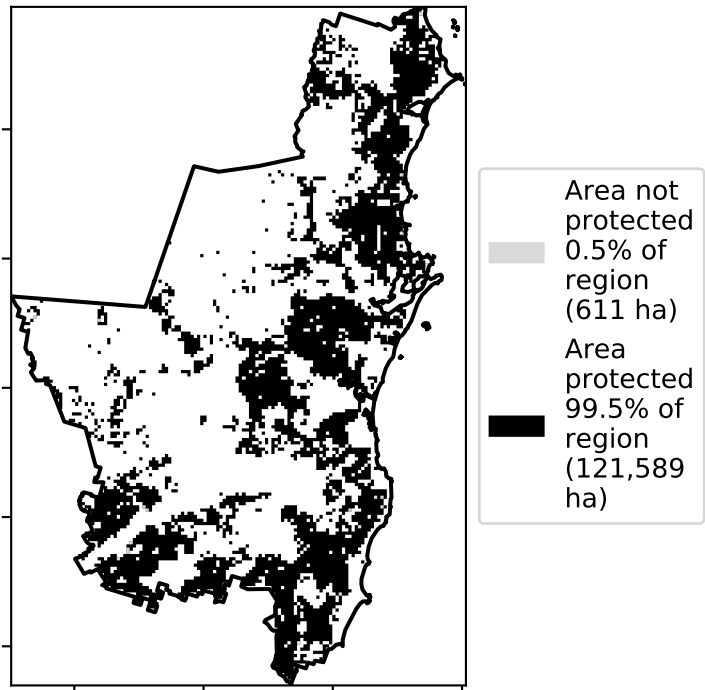 Area not
protected
0.5% of
region
(611 ha)
Area
protected
99.5% of
region
(121,589
ha)